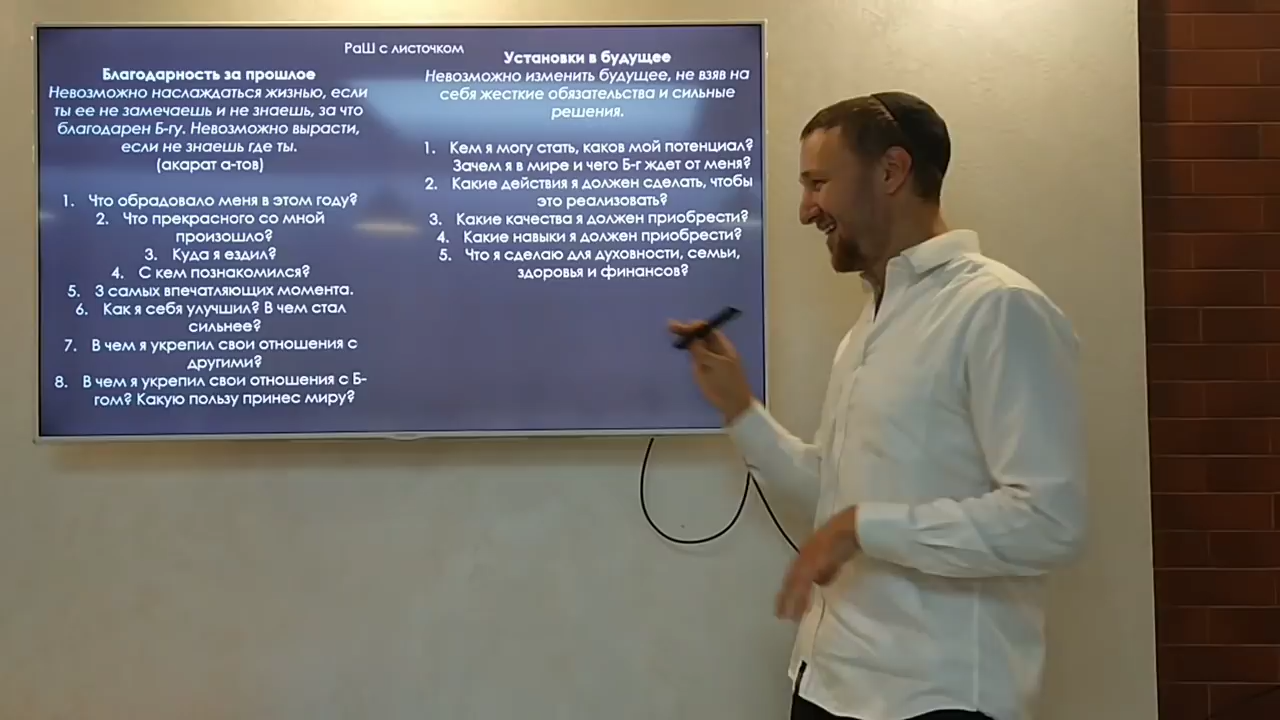 РаШ с листочком
Благодарность за прошлое
Невозможно наслаждаться жизнью, если
ты ее не замечаешь и не знаешь, за что
благодарен Б-гу. Невозможно вырасти,
если не знаешь где ты.
(акарат а-тов)
1. Что обрадовало меня в этом году?
2. Что прекрасного со мной
произошло?
3. Куда я ездил?
4. С кем познакомился?
5. 3 самых впечатляющих момента.
6. Как я себя улучшил? В чем стал
сильнее?
7. В чем я укрепил свои отношения с
другими?
8. В чем я укрепил свои отношения с Б-
гом? Какую пользу принес миру?
Установки в будущее
Невозможно изменить будущее, не взяв на
себя жесткие обязательства и сильные
решения.
1. Кем я могу стать, каков мой потенциал?
Зачем я в мире и чего Б-г ждет от меня?
2. Какие действия я должен сделать, чтобы
это реализовать?
3. Какие качества я должен приобрести?
4. Какие навыки я должен приобрести?
5. Что я сделаю для духовности, семьи,
здоровья и финансов?